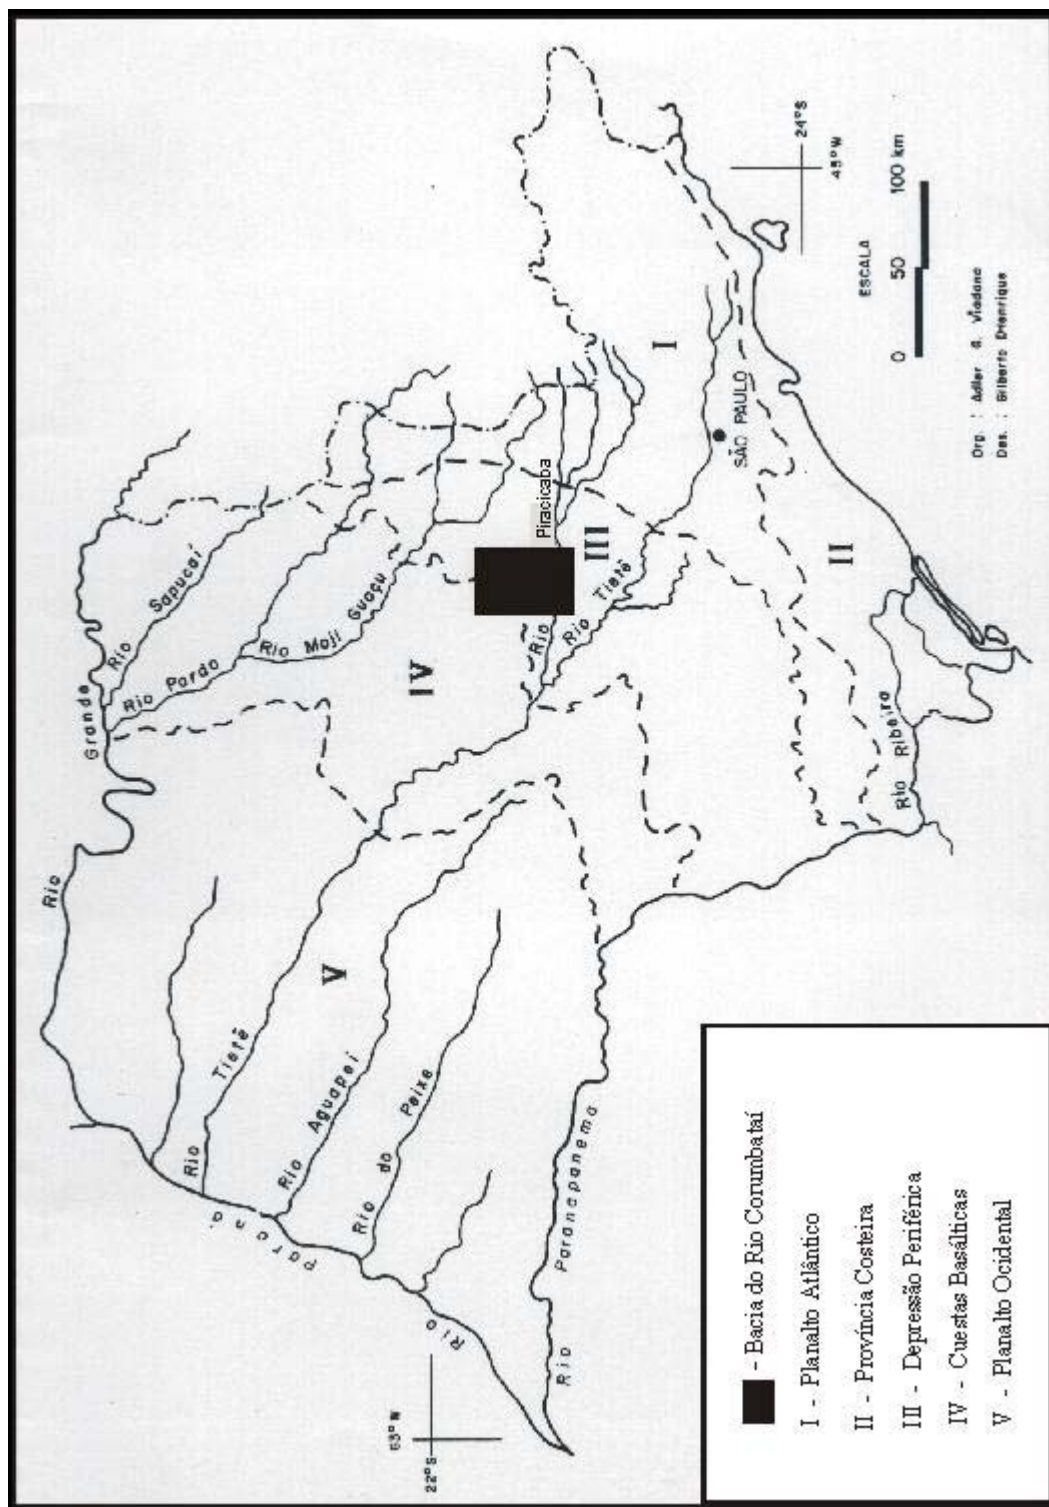 Rio Grande
Rio Sapucaí
Rio Pardo
Rio Moji Guaçu
Piracicaba
Rio
Rio Tietê
I
II
III
IV
V
SÃO PAULO
24°S
45°W
Rio Tietê
Rio Aguapeí
Rio do Peixe
Rio Paraná
Rio Paranapanema
Rio Ribeira
22°S
ESCALA
0 50 100 km
Org. : Adler G. Viadana
Des. : Gilberto D'Henrique
- Bacia do Rio Corumbataí
I - Planalto Atlântico
II - Província Costeira
III - Depressão Periférica
IV - Cuestas Basálticas
V - Planalto Ocidental